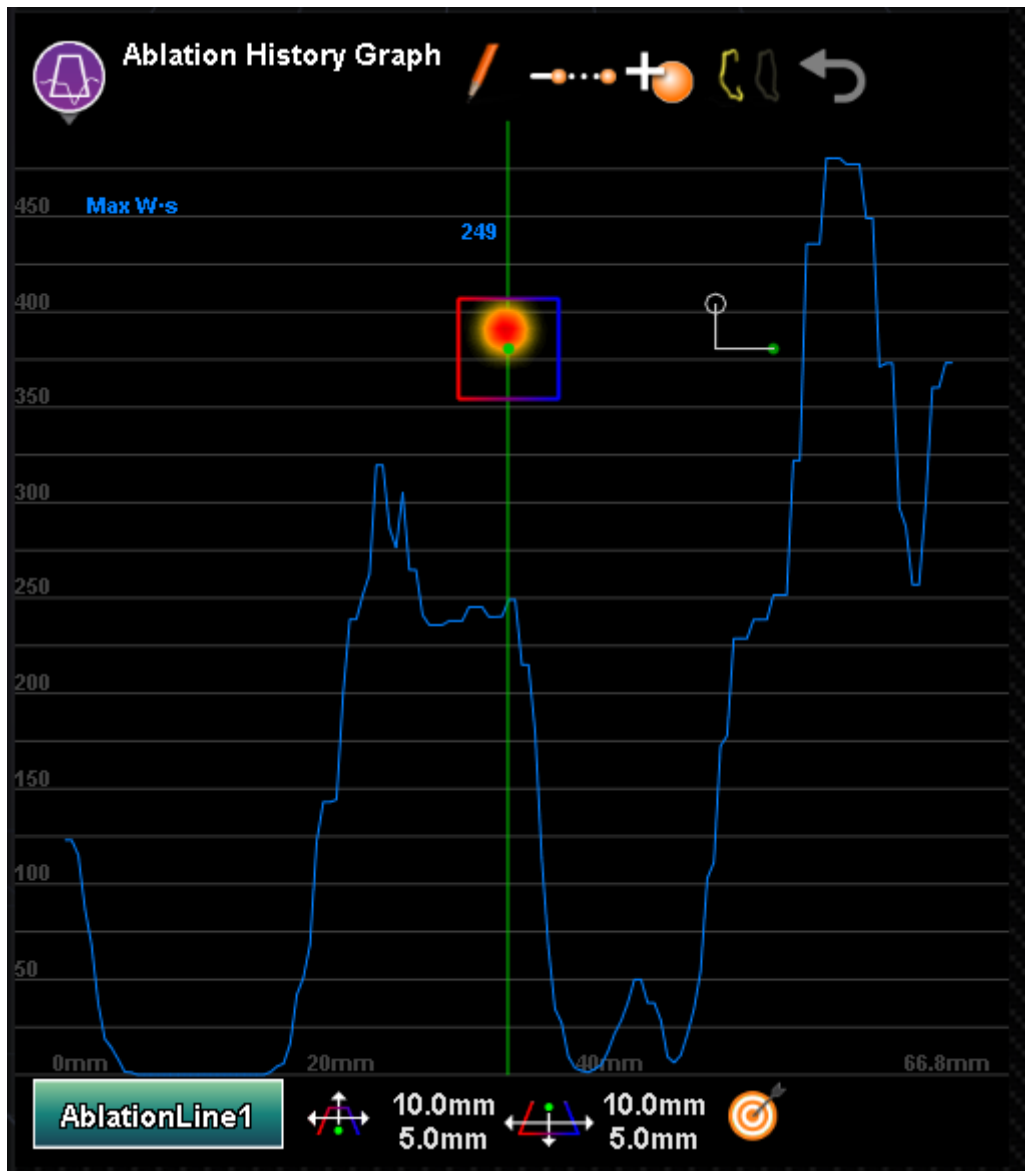 Ablation History Graph
450
Max W·s
249
400
350
300
250
200
150
100
50
0mm
20mm
40mm
66.8mm
AblationLine1
10.0mm
5.0mm
10.0mm
5.0mm